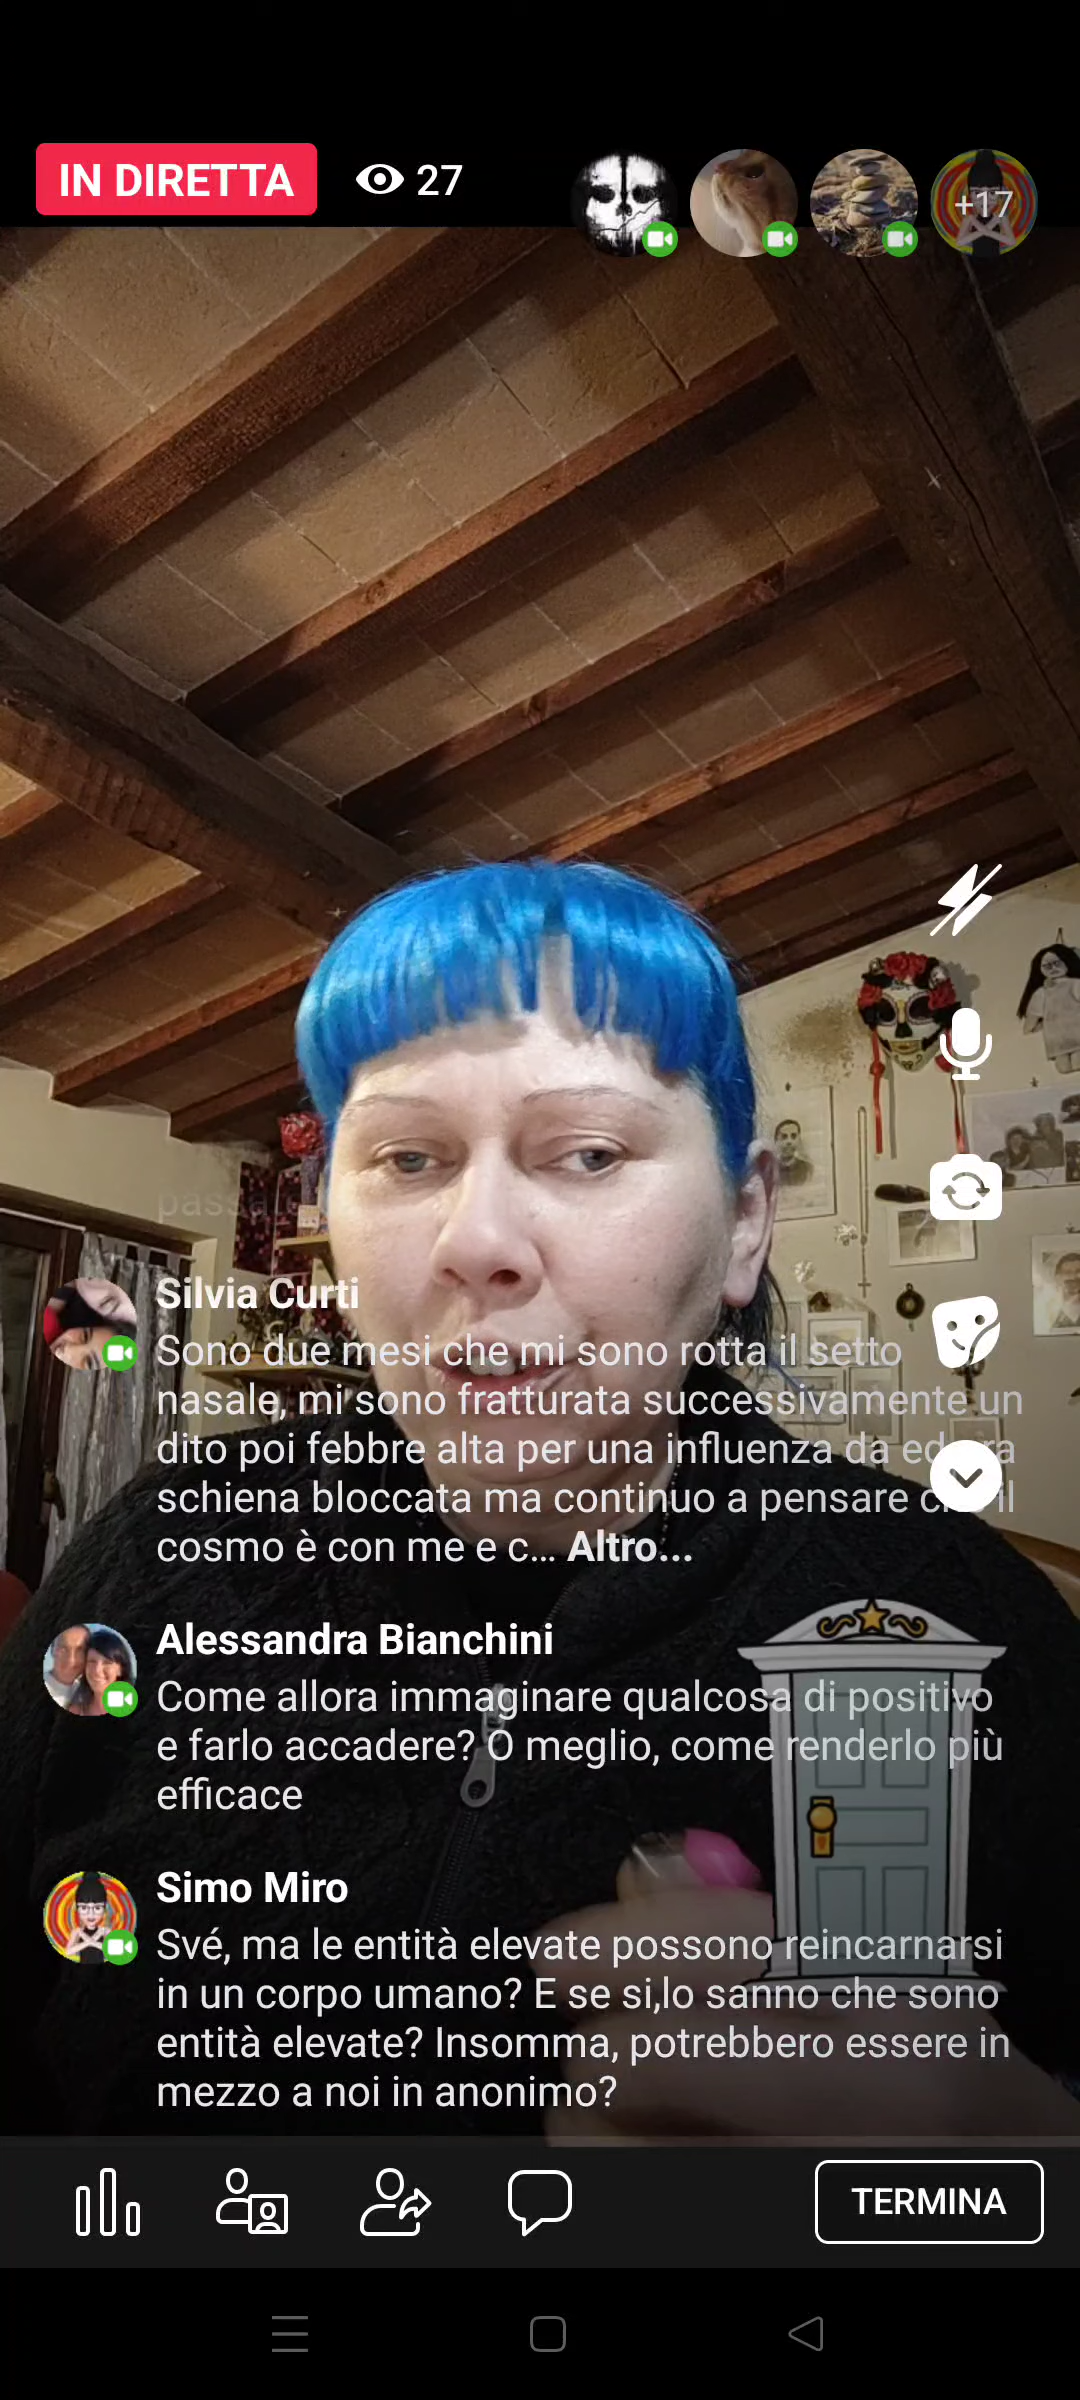 IN DIRETTA
27
+17
Silvia Curti
Sono due mesi che mi sono rotta il setto
nasale, mi sono fratturata successivamente un
dito poi febbre alta per una influenza da
schiena bloccata ma continuo a pensare il
cosmo è con me e c... Altro...
Alessandra Bianchini
Come allora immaginare qualcosa di positivo
e farlo accadere? O meglio, come renderlo più
efficace
Simo Miro
Své, ma le entità elevate possono reincarnarsi
in un corpo umano? E se si,lo sanno che sono
entità elevate? Insomma, potrebbero essere in
mezzo a noi in anonimo?
TERMINA